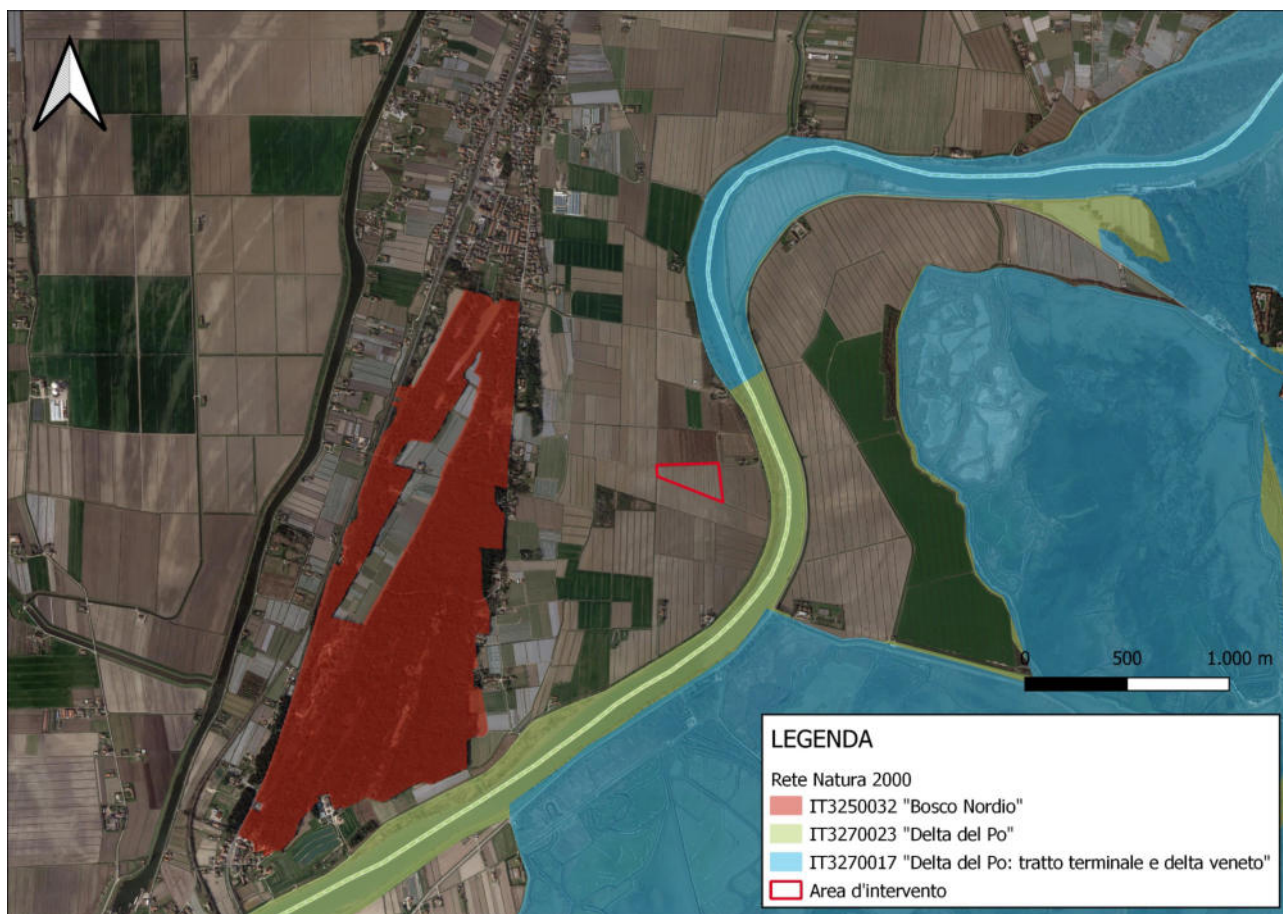 0 500 1.000 m
LEGENDA
Rete Natura 2000
IT3250032 "Bosco Nordio"
IT3270023 "Delta del Po"
IT3270017 "Delta del Po: tratto terminale e delta veneto"
Area d'intervento